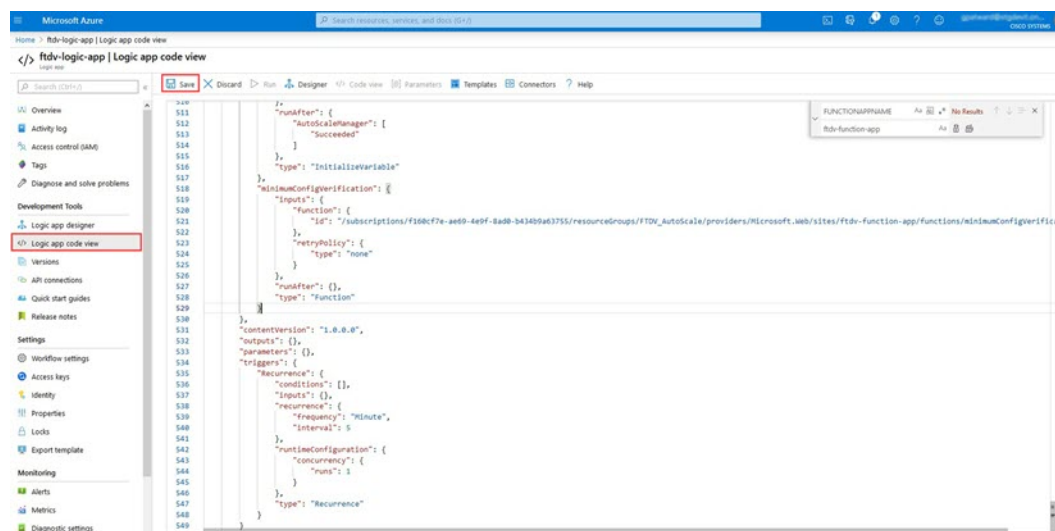 Microsoft Azure
Search resources, services, and docs (G+/)
CISCO SYSTEMS
Home > ftdv-logic-app | Logic app code view
</> ftdv-logic-app | Logic app code view
Logic app
Search (Ctrl+/)
«
Save Discard Run Designer </> Code view [@] Parameters Templates Connectors ? Help
Overview
Activity log
Access control (IAM)
Tags
Diagnose and solve problems
Development Tools
Logic app designer
</> Logic app code view
Versions
API connections
Quick start guides
Release notes
Settings
Workflow settings
Access keys
Identity
Properties
Locks
Export template
Monitoring
Alerts
Metrics
Diagnostic settings
510 },
511 "runAfter": {
512 "AutoScaleManager": [
513 "Succeeded"
514 ]
515 },
516 "type": "InitializeVariable"
517 },
518 "minimumConfigVerification": {
519 "inputs": {
520 "function": {
521 "id": "/subscriptions/f160cf7e-ae69-4e9f-8ad0-b434b9a63755/resourceGroups/FTDV_AutoScale/providers/Microsoft.Web/sites/ftdv-function-app/functions/minimumConfigVerific
522 },
523 "retryPolicy": {
524 "type": "none"
525 }
526 },
527 "runAfter": {},
528 "type": "Function"
529 }
530 },
531 "contentVersion": "1.0.0.0",
532 "outputs": {},
533 "parameters": {},
534 "triggers": {
535 "Recurrence": {
536 "conditions": [],
537 "inputs": {},
538 "recurrence": {
539 "frequency": "Minute",
540 "interval": 5
541 },
542 "runtimeConfiguration": {
543 "concurrency": {
544 "runs": 1
545 }
546 },
547 "type": "Recurrence"
548 }
549 }
FUNCTIONAPPNAME Aa No Results
ftdv-function-app